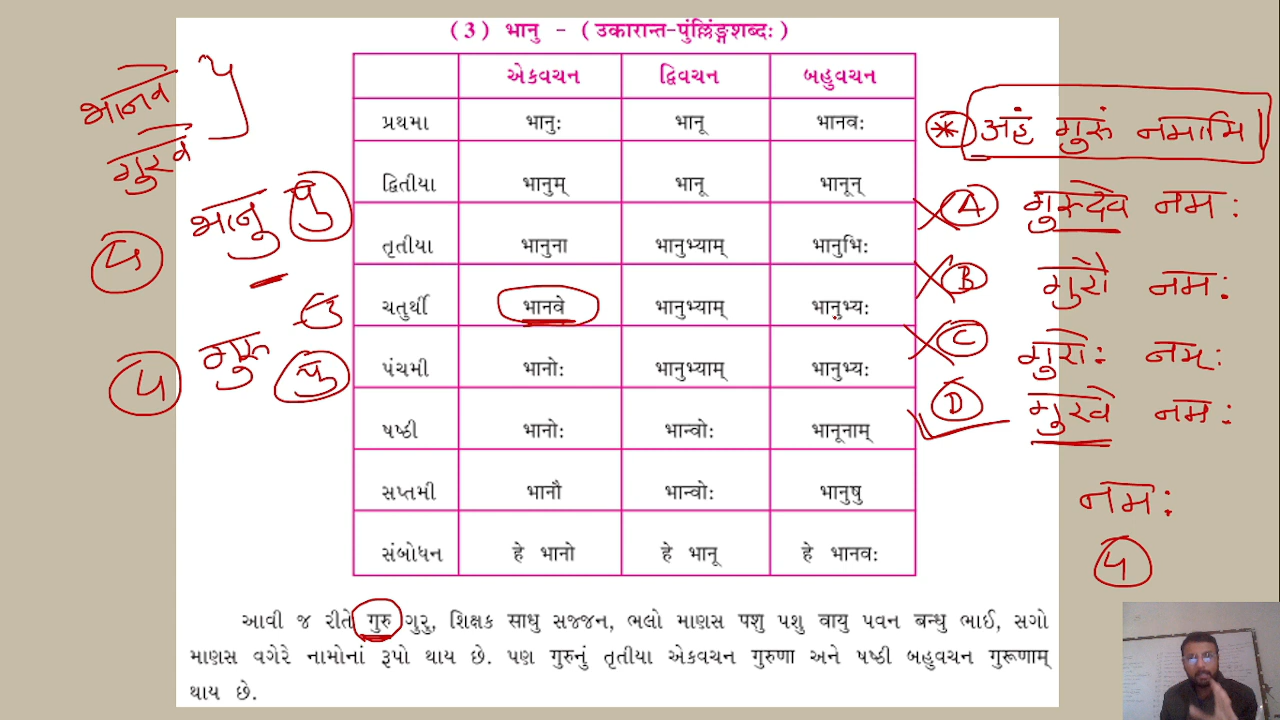 (3) भानु - (उकारान्त-पुंल्लिंङ्गशब्दः)
એકવચન દ્વિવચન બહુવચન
પ્રથમા भानुः भानू भानवः
દ્વિતીયા भानुम् भानू भानून्
તૃતીયા भानुना भानुभ्याम् भानुभिः
ચતુર્થી भानवे भानुभ्याम् भानुभ्यः
પંચમી भानोः भानुभ्याम् भानुभ्यः
ષષ્ઠી भानोः भान्वोः भानूनाम्
સપ્તમી भानौ भान्वोः भानुषु
સંબોધન हे भानो हे भानू हे भानवः
આવી જ રીતે गुरु ગુરુ, શિક્ષક साधु સજ્જન, ભલો માણસ पशु પશુ वायु પવન बन्धु ભાઈ, સગો
માણસ વગેરે નામોનાં રૂપો થાય છે. પણ ગુરુનું તૃતીયા એકવચન गुरुणा અને ષષ્ઠી બહુવચન गुरूणाम्
થાય છે.
भानवे
गुरवे
भानु पु
गुरु पु
अहं गुरुं नमामि
A गुरुदेव नमः
B गुरौ नमः
C गुरोः नमः
D गुरवे नमः
नमः